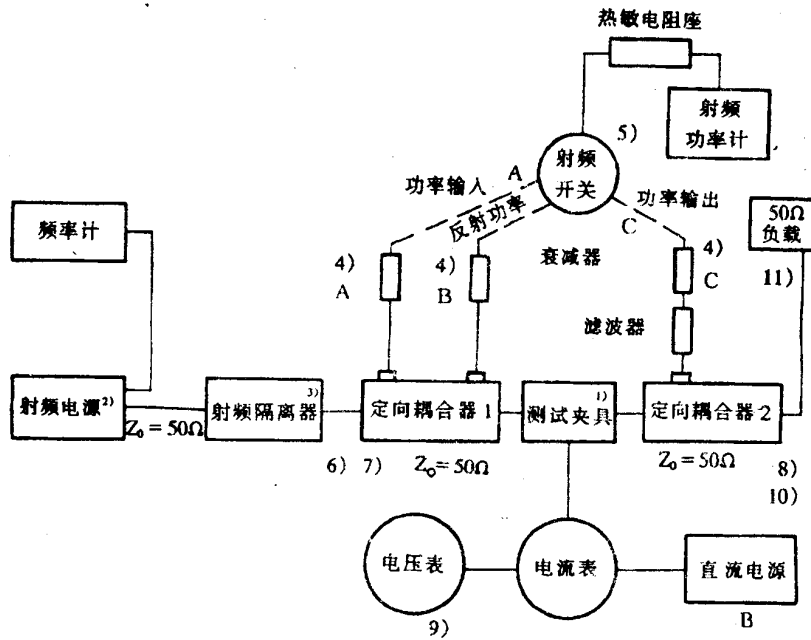 热敏电阻座
射频
功率计
5)
射频
开关
A
功率输入
反射功率
功率输出
C
50Ω
负载
频率计
4)
A
4)
B
衰减器
4)
C
11)
滤波器
射频电源2)
射频隔离器3)
定向耦合器1
测试夹具1)
定向耦合器2
Z₀=50Ω
6) 7)
Z₀=50Ω
Z₀=50Ω
8)
10)
电压表
电流表
直流电源
9)
B